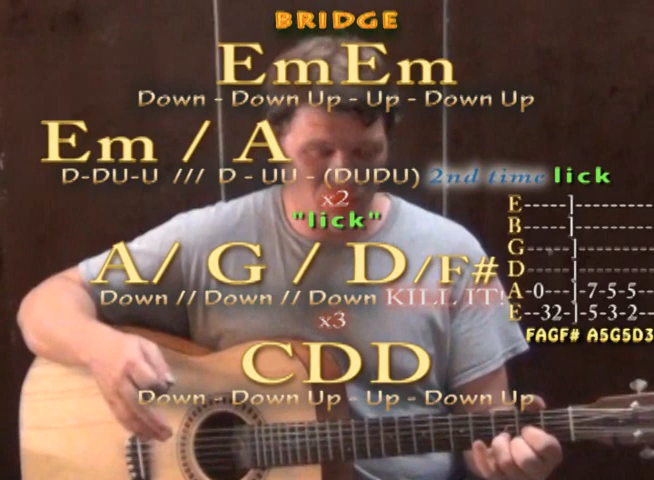 BRIDGE
EmEm
Down - Down Up - Up - Down Up
Em / A
D-DU-U /// D - UU - (DUDU) 2nd time lick
x2
"lick"
A/ G / D/F#
Down // Down // Down KILL IT!
x3
CDD
Down - Down Up - Up - Down Up
E-----]--------
B-----]--------
G-----]--------
D-----]--------
A-0---]-7-5-5--
E--32-]-5-3-2--
FAGF# A5G5D3